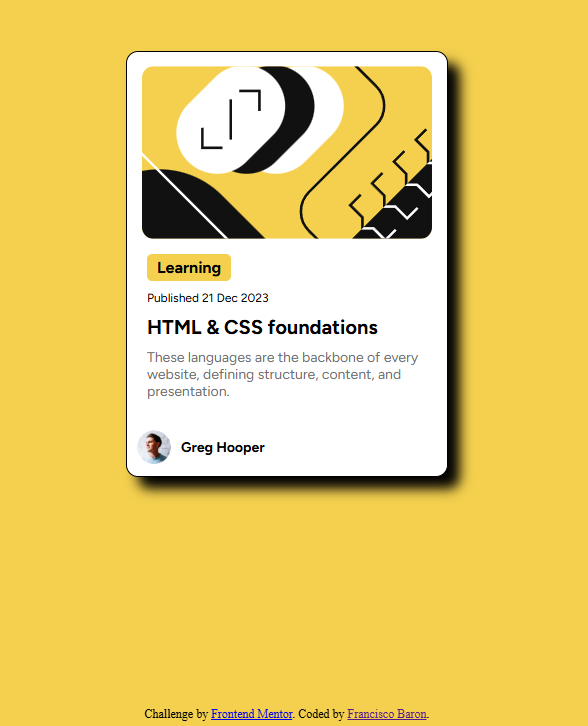 Learning
Published 21 Dec 2023
HTML & CSS foundations
These languages are the backbone of every
website, defining structure, content, and
presentation.
Greg Hooper
Challenge by Frontend Mentor. Coded by Francisco Baron.